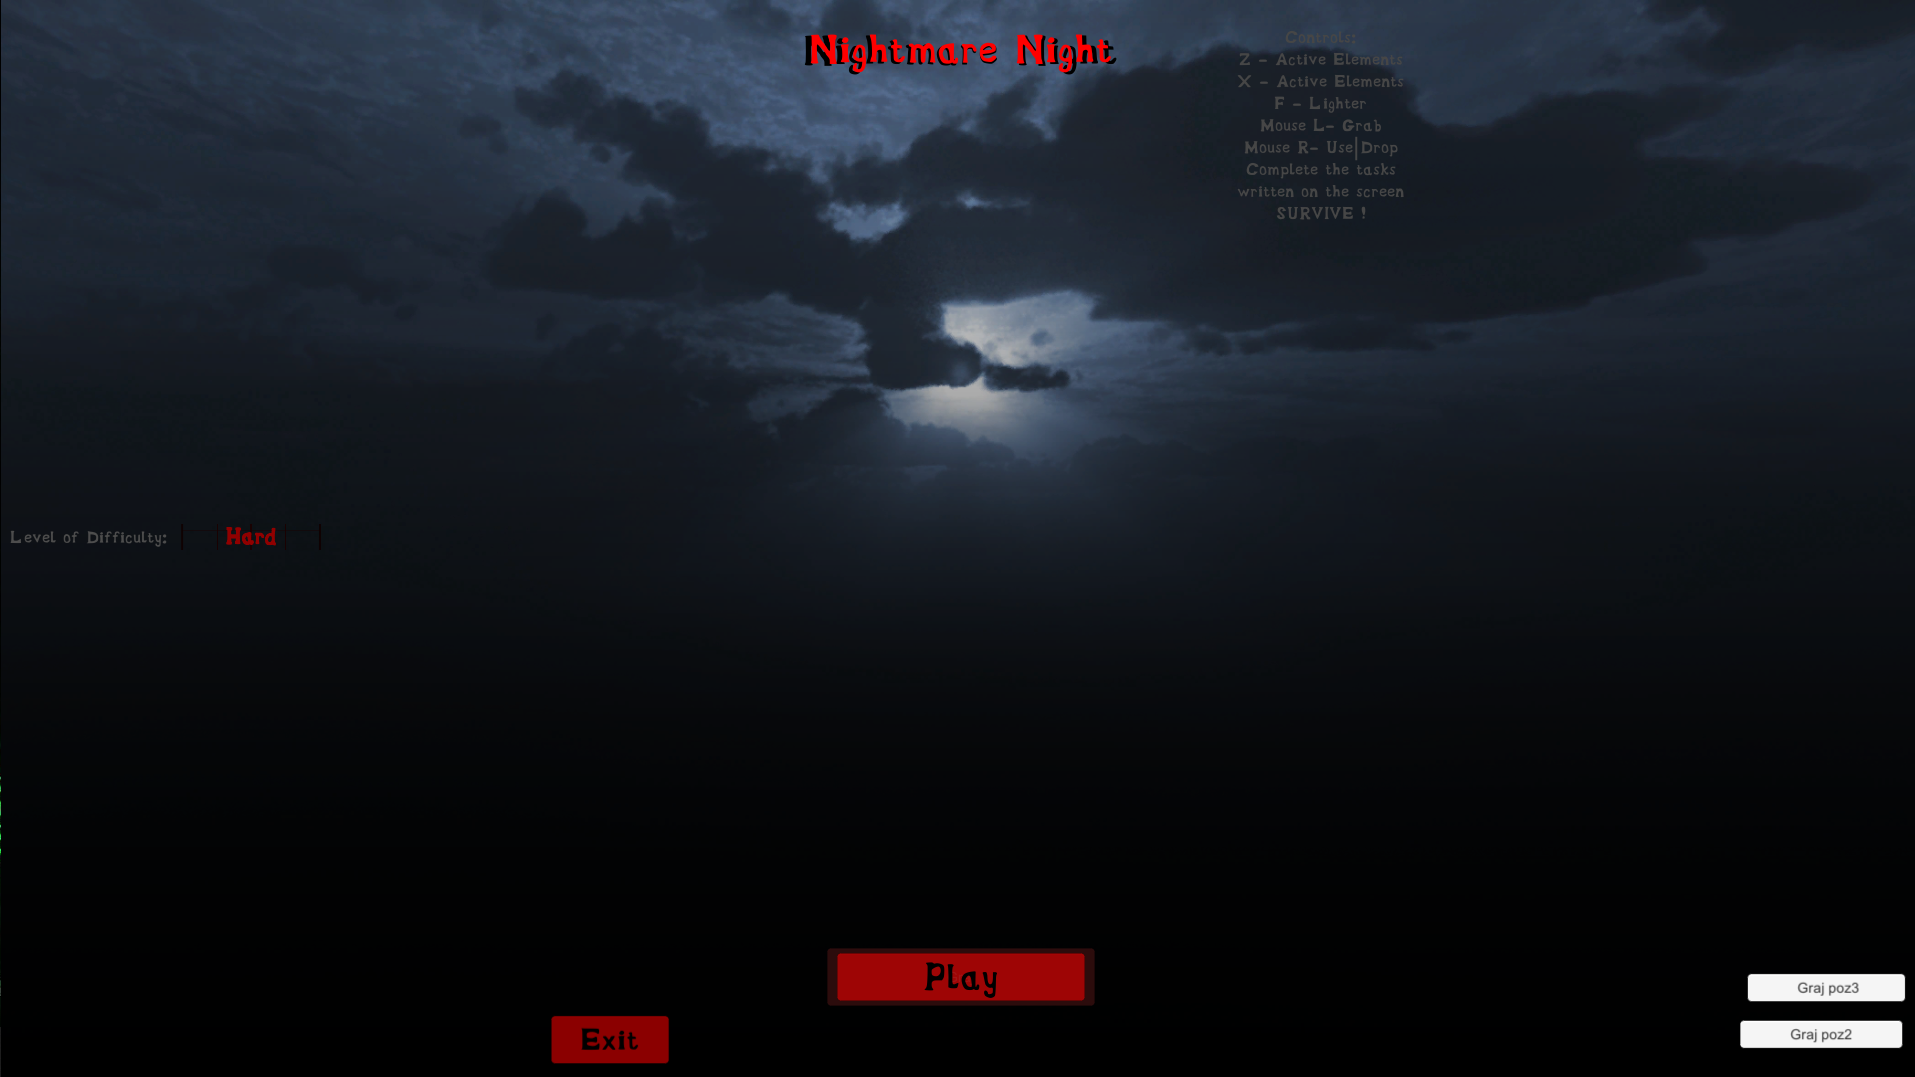 Nightmare Night
Controls:
Z - Active Elements
X - Active Elements
F - Lighter
Mouse L- Grab
Mouse R- Use|Drop
Complete the tasks
written on the screen
SURVIVE !
Level of Difficulty:
Hard
Play
Exit
Graj poz3
Graj poz2